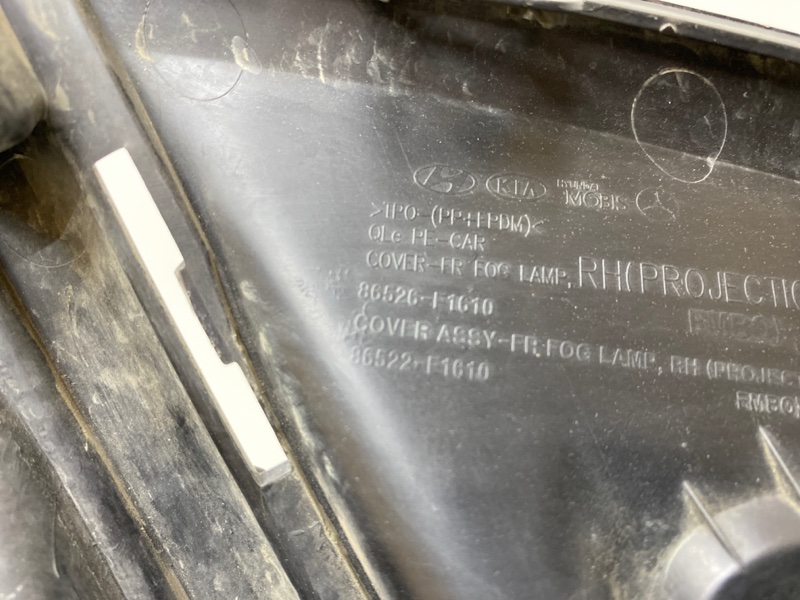 KIA
HYUNDAI
MOBIS
>TPO-(PP+EPDM)<
QLe PE-CAR
COVER-FR FOG LAMP, RH(PROJECTIO
86526-F1610
COVER ASSY-FR FOG LAMP, RH (PROJECT
86522-F1610